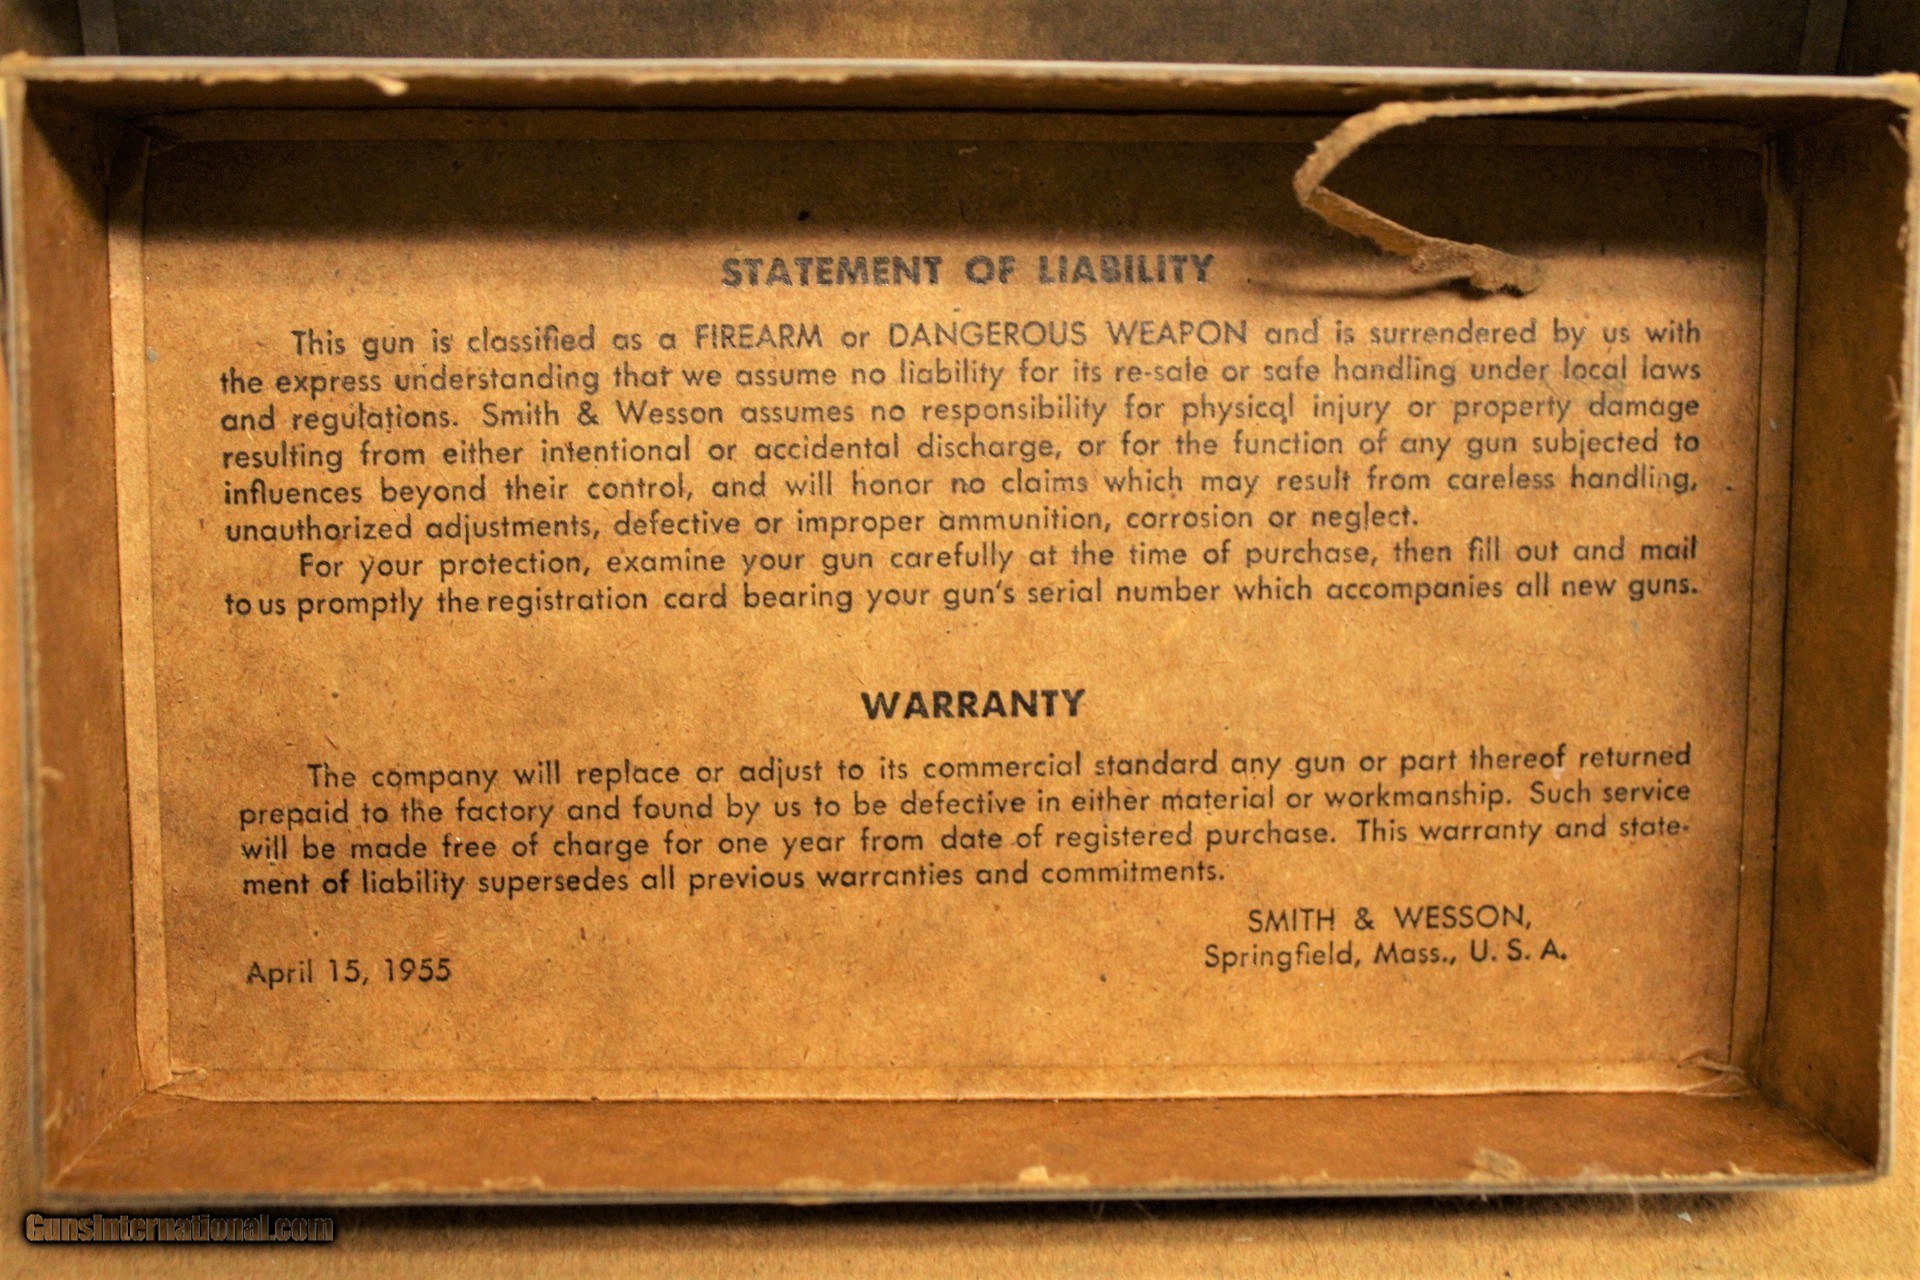 STATEMENT OF LIABILITY
This gun is classified as a FIREARM or DANGEROUS WEAPON and is surrendered by us with
the express understanding that we assume no liability for its re-sale or safe handling under local laws
and regulations. Smith & Wesson assumes no responsibility for physical injury or property damage
resulting from either intentional or accidental discharge, or for the function of any gun subjected to
influences beyond their control, and will honor no claims which may result from careless handling,
unauthorized adjustments, defective or improper ammunition, corrosion or neglect.
For your protection, examine your gun carefully at the time of purchase, then fill out and mail
to us promptly the registration card bearing your gun's serial number which accompanies all new guns.
WARRANTY
The company will replace or adjust to its commercial standard any gun or part thereof returned
prepaid to the factory and found by us to be defective in either material or workmanship. Such service
will be made free of charge for one year from date of registered purchase. This warranty and state-
ment of liability supersedes all previous warranties and commitments.
SMITH & WESSON,
Springfield, Mass., U. S. A.
April 15, 1955
GunsInternational.com